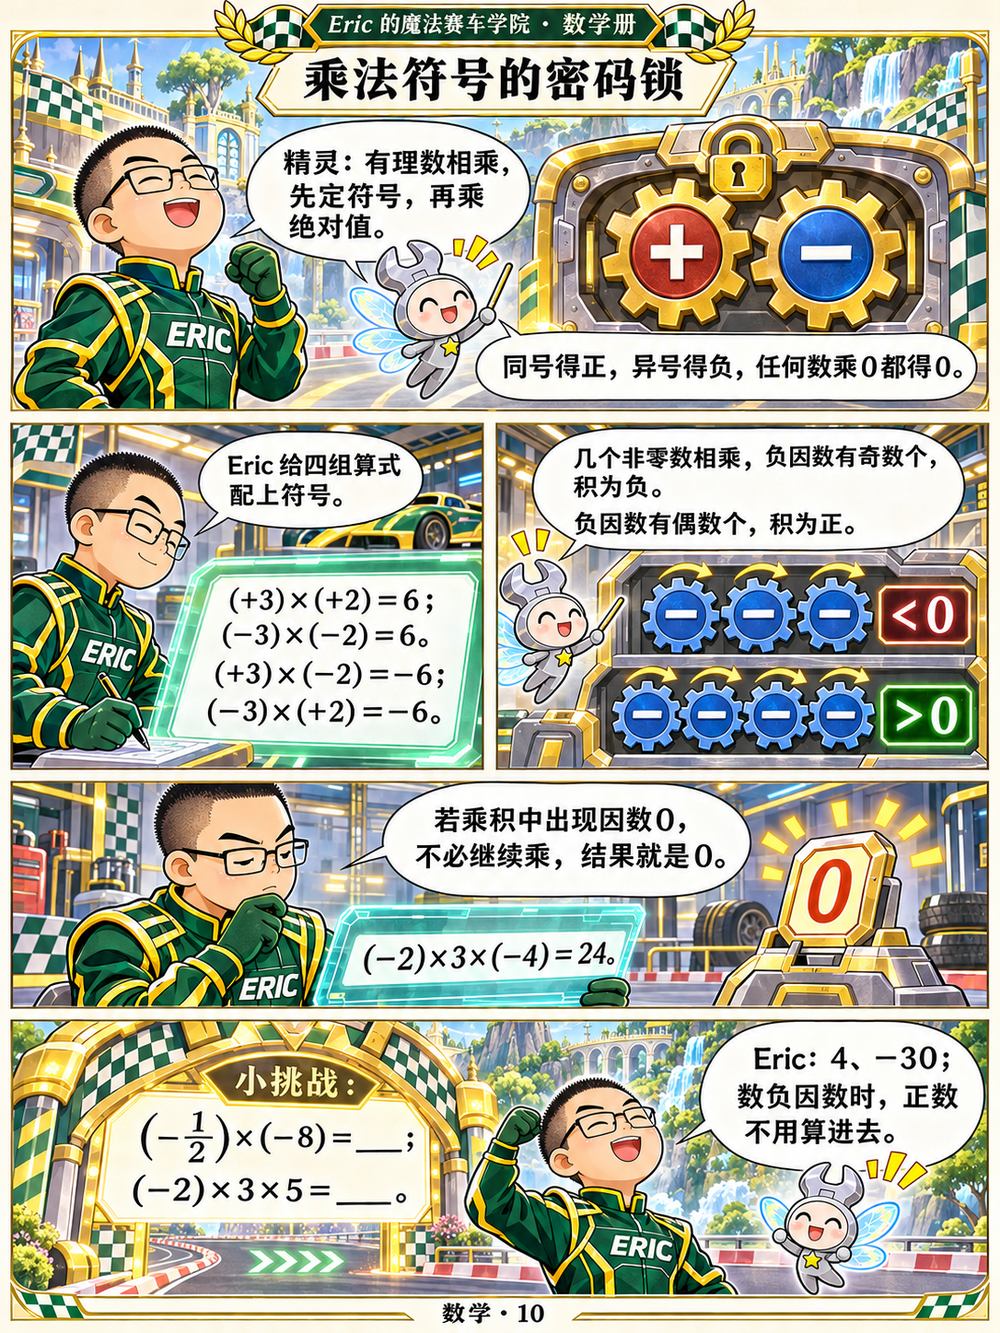 Eric 的魔法赛车学院 · 数学册
乘法符号的密码锁
精灵：有理数相乘，
先定符号，再乘
绝对值。
+
−
ERIC
同号得正，异号得负，任何数乘0都得0。
Eric 给四组算式
配上符号。
(+3)×(+2)=6；
(−3)×(−2)=6。
(+3)×(−2)=−6；
(−3)×(+2)=−6。
ERIC
几个非零数相乘，负因数有奇数个，
积为负。
负因数有偶数个，积为正。
− − − <0
− − − − >0
若乘积中出现因数0，
不必继续乘，结果就是0。
0
(−2)×3×(−4)=24。
ERIC
小挑战：
(−1/2)×(−8)=___；
(−2)×3×5=___。
Eric：4、−30；
数负因数时，正数
不用算进去。
ERIC
数学 · 10